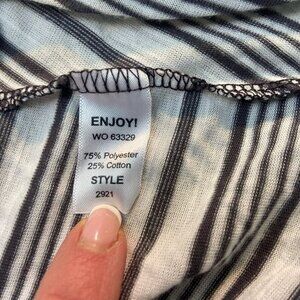 ENJOY!
WO 63329
75% Polyester
25% Cotton
STYLE
2921